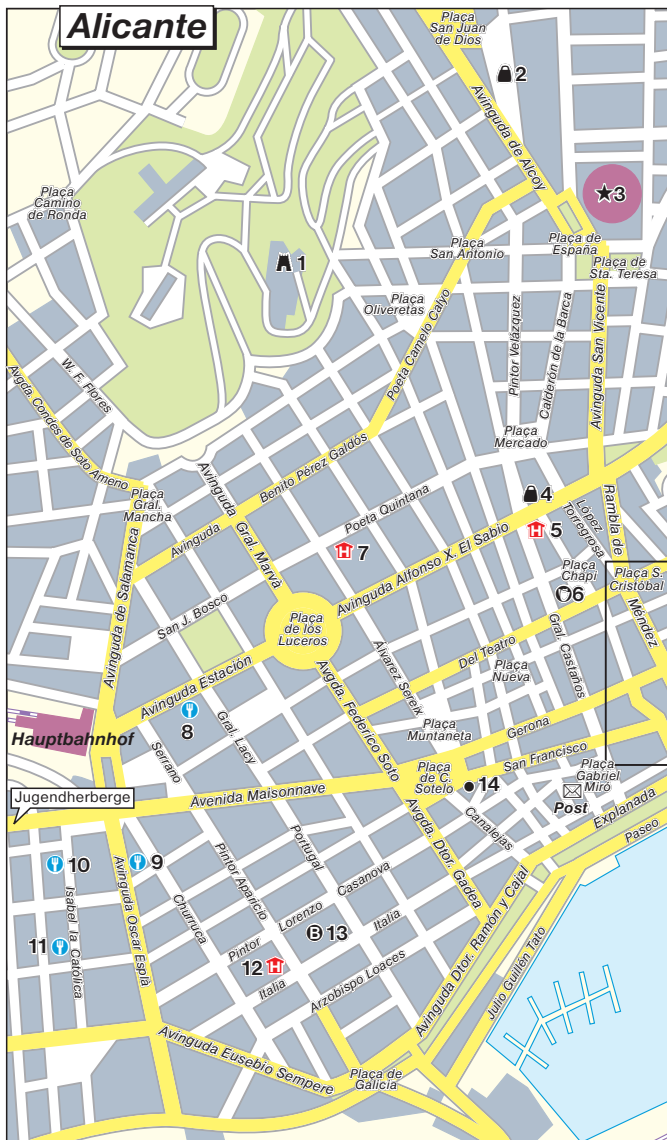 Alicante
Plaça
San Juan
de Dios
2
Avinguda de Alcoy
3
Plaça
Camino
de Ronda
Plaça
San Antonio
Plaça de
España
Plaça de
Sta. Teresa
1
Plaça
Oliveretas
Poeta Camelo Calyo
Pintor Velázquez
Calderón de la Barca
Avinguda San Vicente
W. F. Flores
Avgda. Condes de Soto Ameno
Plaça
Mercado
Avinguda Benito Pérez Galdós
Plaça
Gral.
Mancha
Avinguda Gral. Marvà
Poeta Quintana
4
5
López
Torregrosa
Rambla de Méndez
7
Avinguda Alfonso X. El Sabio
Plaça
Chapi
6
Plaça S.
Cristóbal
Avinguda de Salamanca
San J. Bosco
Plaça
de los
Luceros
Álvarez Sereix
Del Teatro
Gral. Castaños
Plaça
Nueva
Avinguda Estación
Avgda. Federico Soto
Hauptbahnhof
8
Serrano
Gral. Lacy
Plaça
Muntaneta
Gerona
San Francisco
Plaça
de C.
Sotelo
14
Plaça
Gabriel
Miró
Post
Jugendherberge
Avenida Maisonnave
Canalejas
Explanada
Paseo
Avgda. Dtor. Gadea
10
9
Isabel la Católica
Avinguda Oscar Esplà
Churruca
Pintor Aparicio
Portugal
Pintor Lorenzo Casanova
13
Italia
11
12
Italia
Arzobispo Loaces
Avinguda Dtor. Ramón y Cajal
Julio Guillén Tato
Avinguda Eusebio Sempere
Plaça de
Galicia